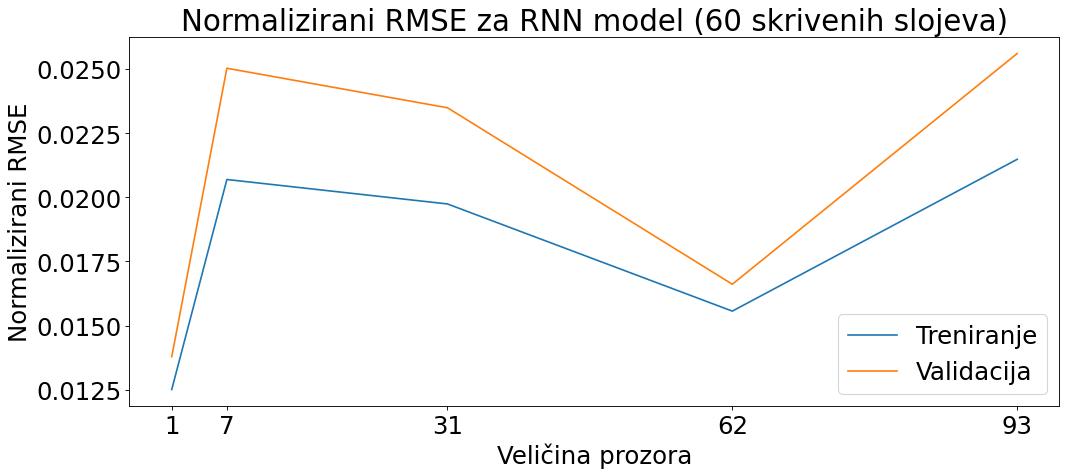 Normalizirani RMSE za RNN model (60 skrivenih slojeva)
Normalizirani RMSE
0.0250
0.0225
0.0200
0.0175
0.0150
0.0125
Treniranje
Validacija
1 7 31 62 93
Veličina prozora